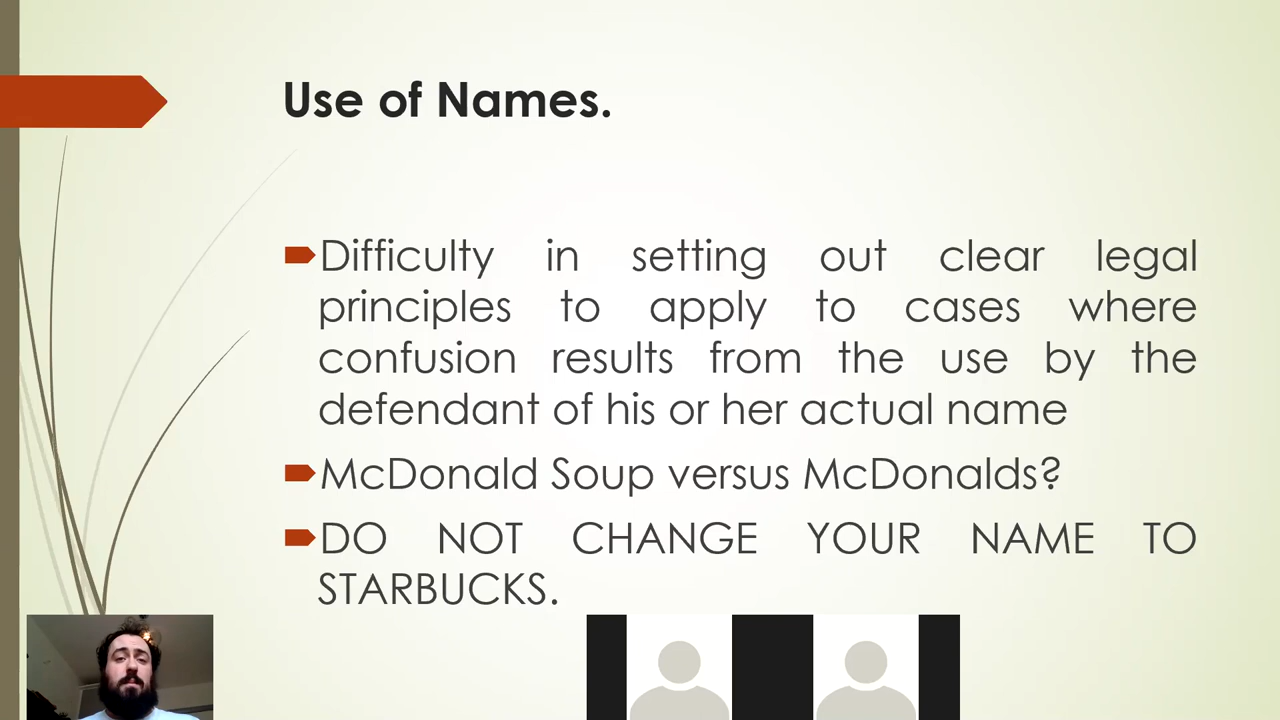 Use of Names.
Difficulty in setting out clear legal
principles to apply to cases where
confusion results from the use by the
defendant of his or her actual name
McDonald Soup versus McDonalds?
DO NOT CHANGE YOUR NAME TO
STARBUCKS.